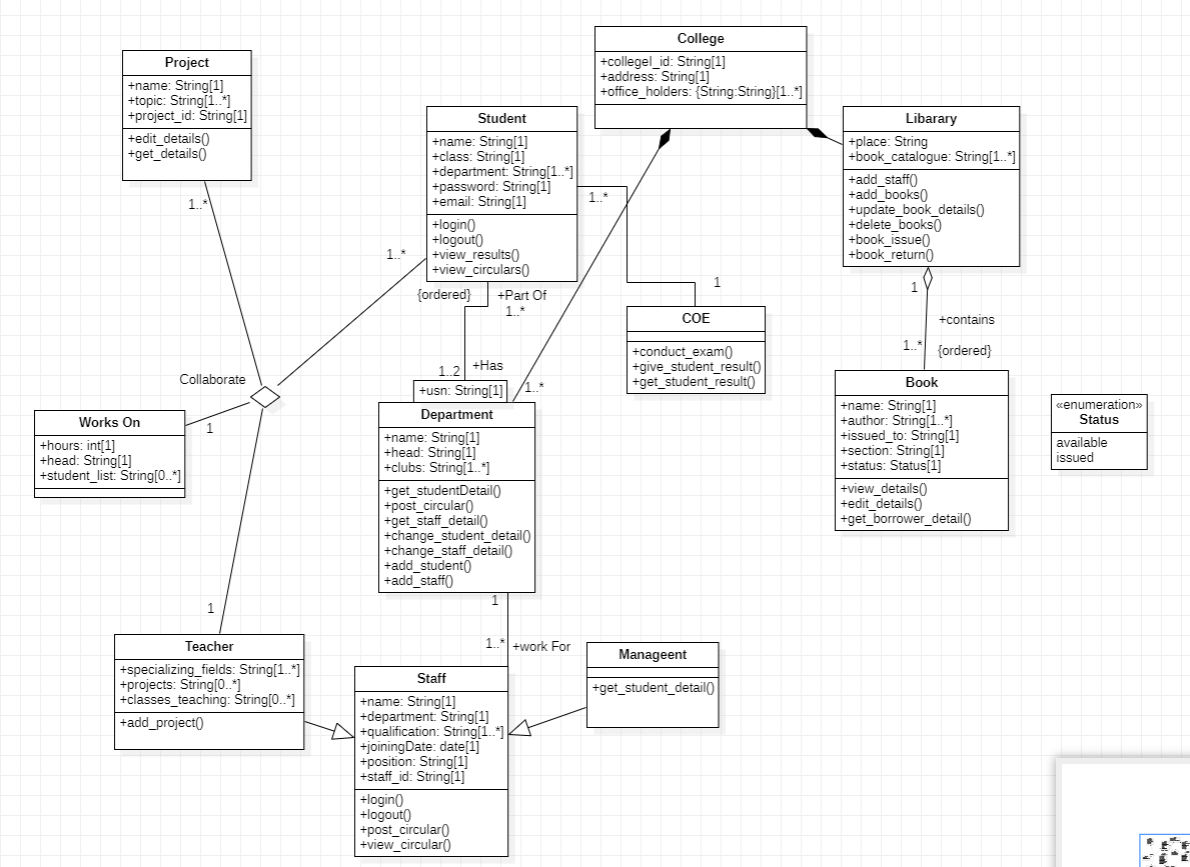 College
+collegel_id: String[1]
+address: String[1]
+office_holders: {String:String}[1..*]
Project
+name: String[1]
+topic: String[1..*]
+project_id: String[1]
+edit_details()
+get_details()
1..*
Student
+name: String[1]
+class: String[1]
+department: String[1..*]
+password: String[1]
+email: String[1]
+login()
+logout()
+view_results()
+view_circulars()
1..*
1..*
{ordered}
+Part Of
1..*
Libarary
+place: String
+book_catalogue: String[1..*]
+add_staff()
+add_books()
+update_book_details()
+delete_books()
+book_issue()
+book_return()
1
+contains
1..*
{ordered}
1
COE
+conduct_exam()
+give_student_result()
+get_student_result()
+Has
1..2
1..*
+usn: String[1]
Department
+name: String[1]
+head: String[1]
+clubs: String[1..*]
+get_studentDetail()
+post_circular()
+get_staff_detail()
+change_student_detail()
+change_staff_detail()
+add_student()
+add_staff()
Collaborate
Works On
+hours: int[1]
+head: String[1]
+student_list: String[0..*]
1
Book
+name: String[1]
+author: String[1..*]
+issued_to: String[1]
+section: String[1]
+status: Status[1]
+view_details()
+edit_details()
+get_borrower_detail()
«enumeration»
Status
available
issued
1
1
1..*
+work For
Teacher
+specializing_fields: String[1..*]
+projects: String[0..*]
+classes_teaching: String[0..*]
+add_project()
Staff
+name: String[1]
+department: String[1]
+qualification: String[1..*]
+joiningDate: date[1]
+position: String[1]
+staff_id: String[1]
+login()
+logout()
+post_circular()
+view_circular()
Manageent
+get_student_detail()